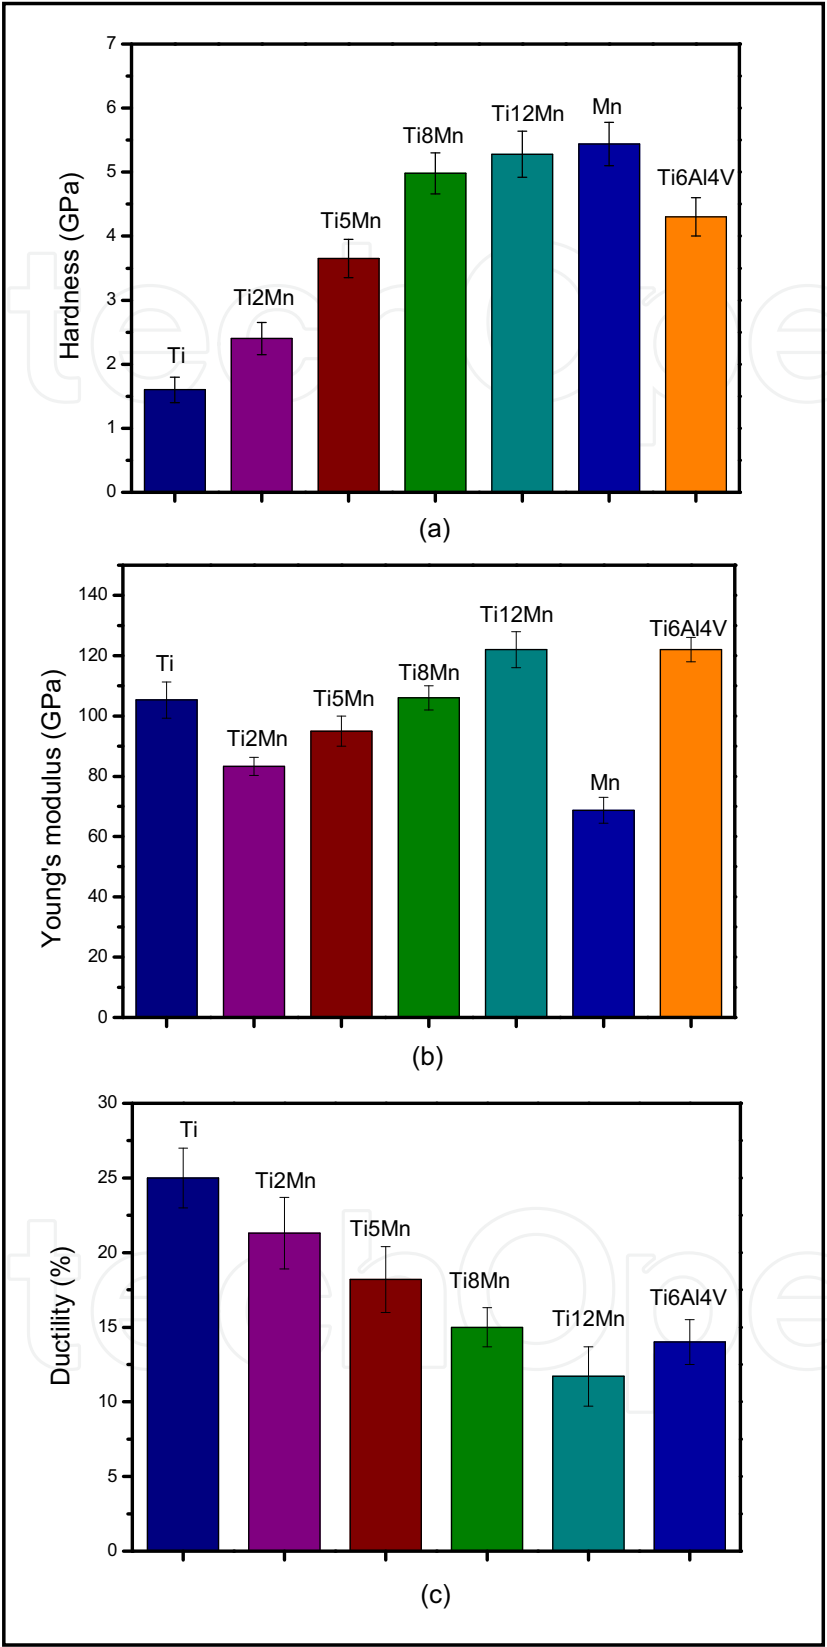 7
6
5
4
3
2
1
0
Hardness (GPa)
Ti
Ti2Mn
Ti5Mn
Ti8Mn
Ti12Mn
Mn
Ti6Al4V
(a)
140
120
100
80
60
40
20
0
Young's modulus (GPa)
Ti
Ti2Mn
Ti5Mn
Ti8Mn
Ti12Mn
Mn
Ti6Al4V
(b)
30
25
20
15
10
5
0
Ductility (%)
Ti
Ti2Mn
Ti5Mn
Ti8Mn
Ti12Mn
Ti6Al4V
(c)
techOpe
techOpe